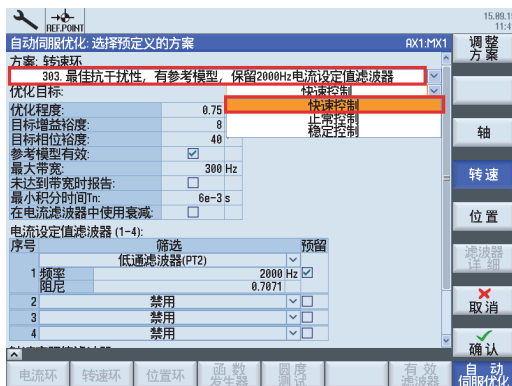 REF.POINT
15.09.1
11:4
自动伺服优化: 选择预定义的方案 AX1:MX1
调整方案
方案: 转速环
303. 最佳抗干扰性, 有参考模型, 保留2000Hz电流设定值滤波器
优化目标: 快速控制
快速控制
正常控制
稳定控制
优化程度: 0.75
目标增益裕度: 8
目标相位裕度: 40
参考模型有效:
最大带宽: 300 Hz
未达到带宽时报告:
最小积分时间Tn: 6e-3 s
在电流滤波器中使用衰减:
电流设定值滤波器 (1-4):
序号 筛选 预留
低通滤波器(PT2)
1 频率 2000 Hz
阻尼 0.7071
2 禁用
3 禁用
4 禁用
轴
转速
位置
滤波器详细
取消
确认
电流环 转速环 位置环 函数发生器 圆度测试 有效滤波器 自动伺服优化